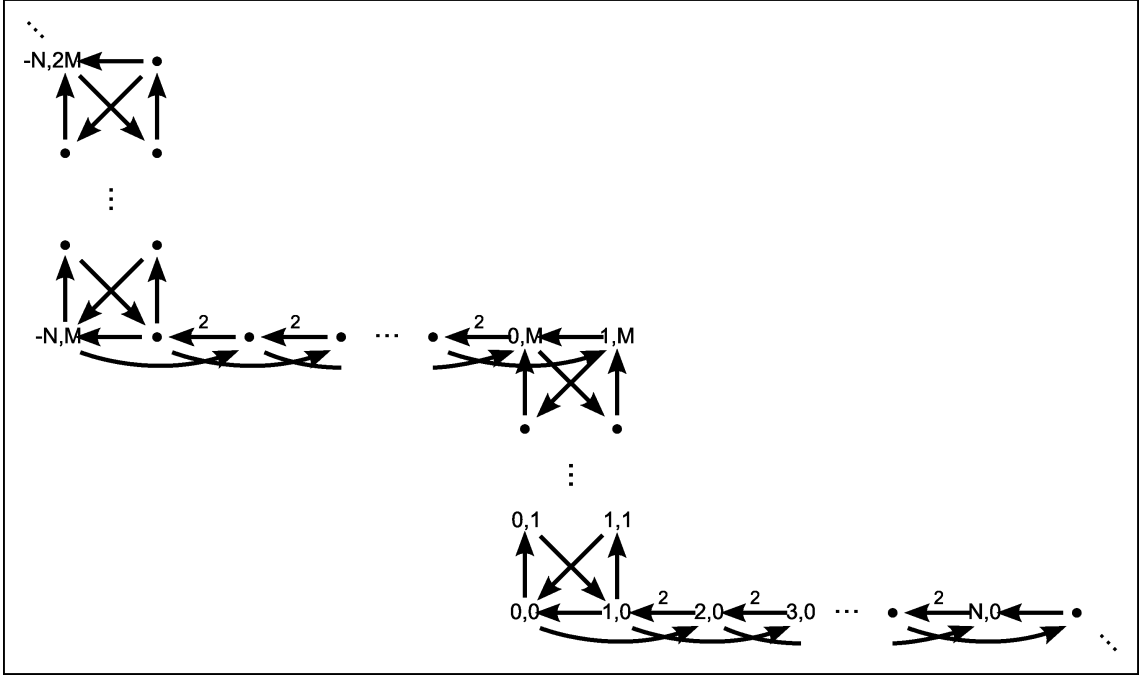 ⋱
-N,2M
⋮
2 2 2
-N,M ⋯ 0,M 1,M
⋮
0,1 1,1
2 2 2
0,0 1,0 2,0 3,0 ⋯ N,0
⋱